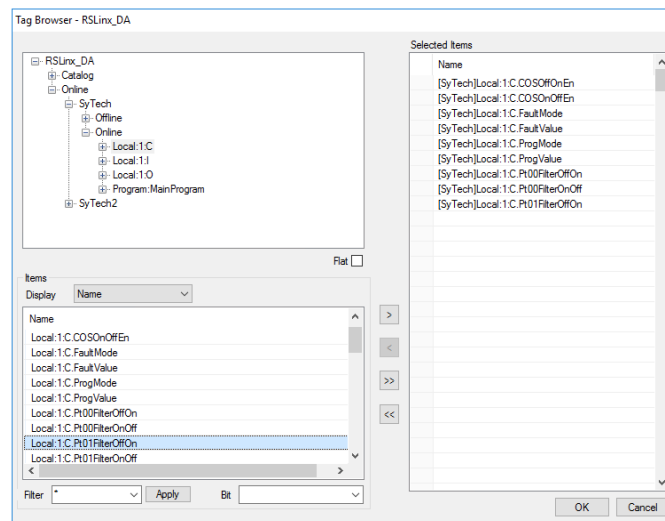 Tag Browser - RSLinx_DA
RSLinx_DA
Catalog
Online
SyTech
Offline
Online
Local:1:C
Local:1:I
Local:1:O
Program:MainProgram
SyTech2
Flat
Items
Display Name
Name
Local:1:C.COSOnOffEn
Local:1:C.FaultMode
Local:1:C.FaultValue
Local:1:C.ProgMode
Local:1:C.ProgValue
Local:1:C.Pt00FilterOffOn
Local:1:C.Pt00FilterOnOff
Local:1:C.Pt01FilterOffOn
Local:1:C.Pt01FilterOnOff
Filter * Apply Bit
>
<
>>
<<
Selected Items
Name
[SyTech]Local:1:C.COSOffOnEn
[SyTech]Local:1:C.COSOnOffEn
[SyTech]Local:1:C.FaultMode
[SyTech]Local:1:C.FaultValue
[SyTech]Local:1:C.ProgMode
[SyTech]Local:1:C.ProgValue
[SyTech]Local:1:C.Pt00FilterOffOn
[SyTech]Local:1:C.Pt00FilterOnOff
[SyTech]Local:1:C.Pt01FilterOffOn
OK Cancel